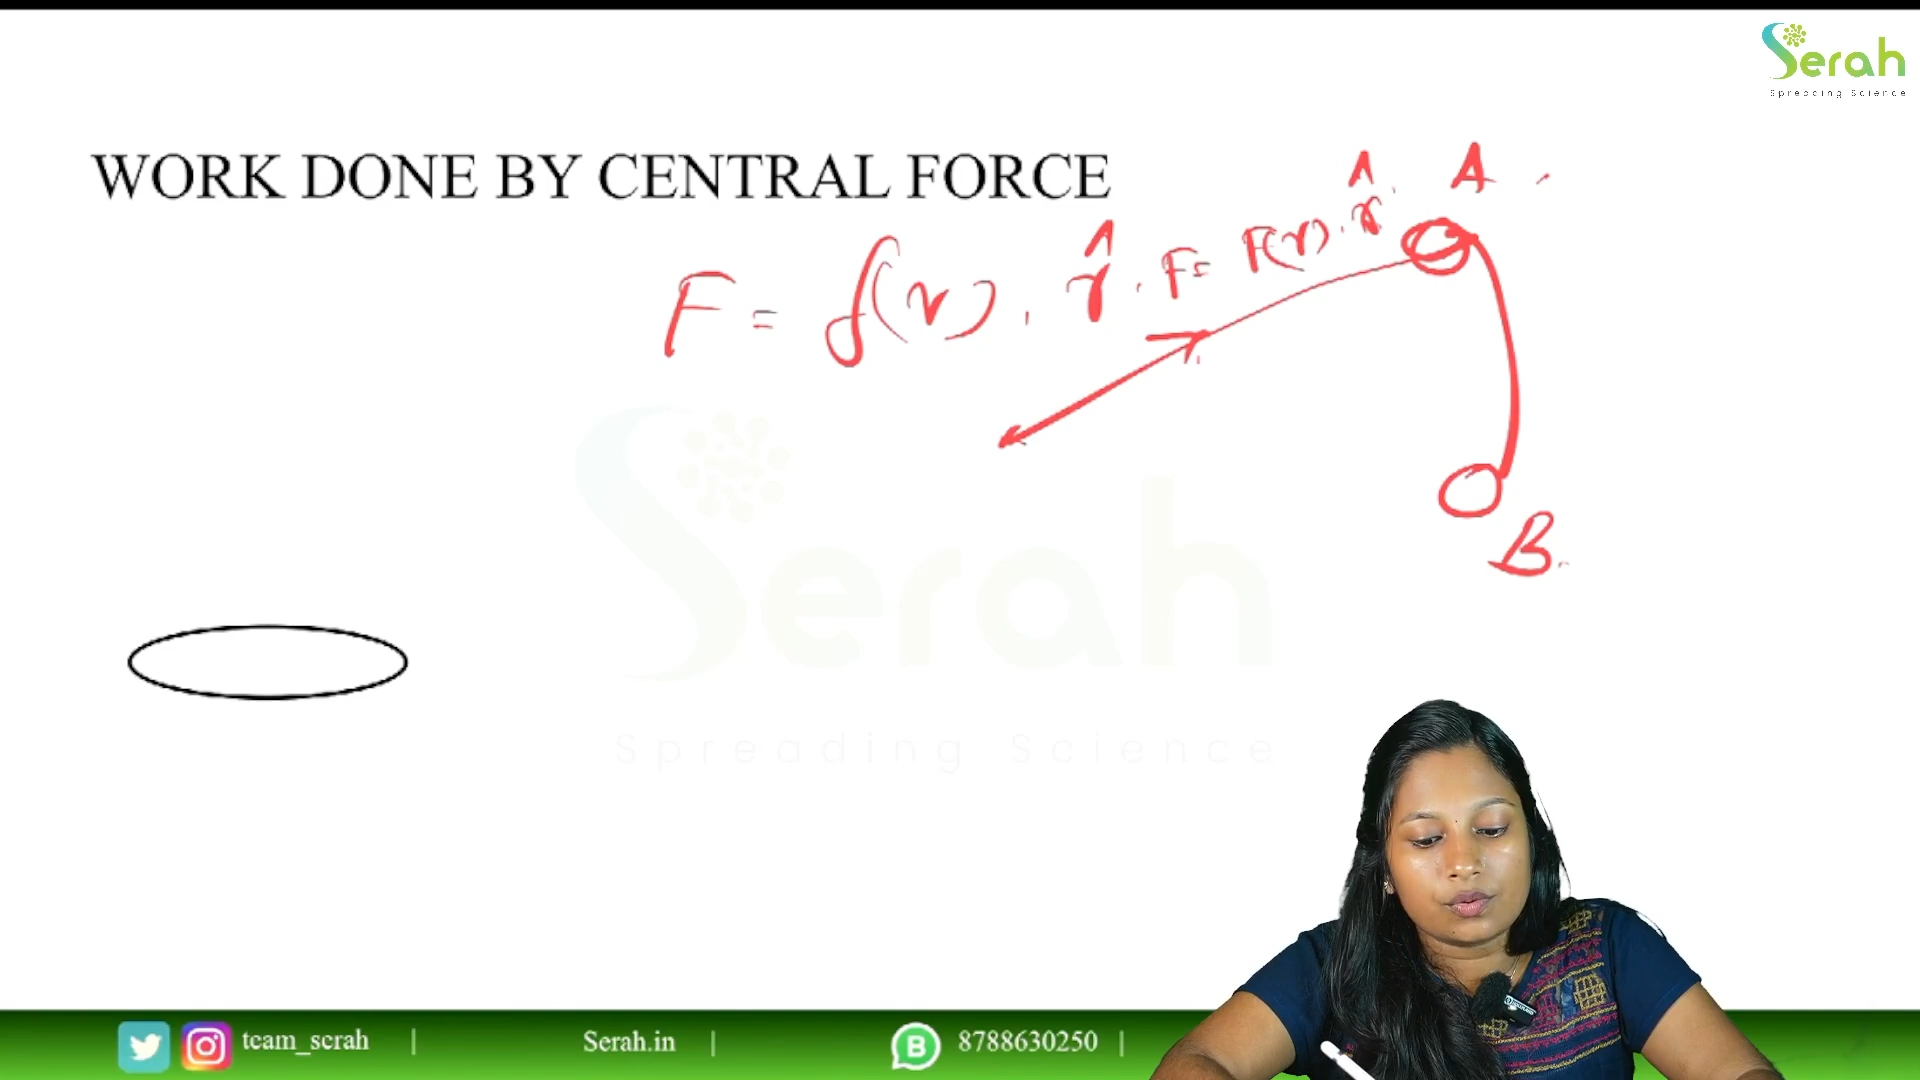 Serah
Spreading Science
WORK DONE BY CENTRAL FORCE
A
F = f(r). r̂. F = F(r). r̂
B
Serah
Spreading Science
team_serah | Serah.in | 8788630250 |